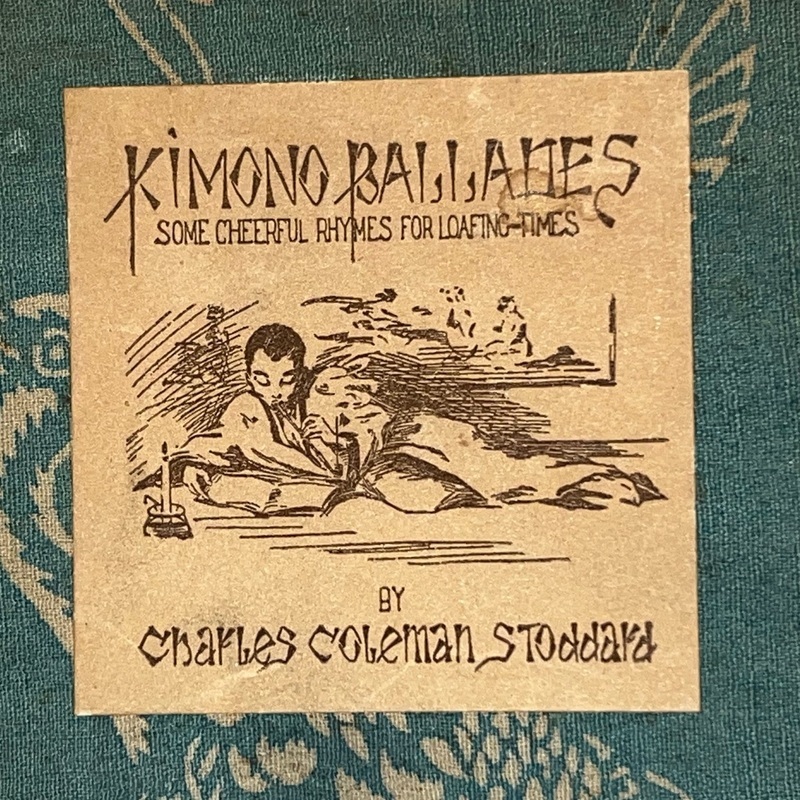 KIMONO BALLADES
SOME CHEERFUL RHYMES FOR LOAFING-TIMES
BY
Charles Coleman Stoddard